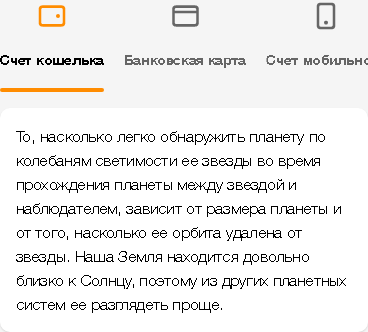 Счет кошелька Банковская карта Счет мобильно
То, насколько легко обнаружить планету по
колебаням светимости ее звезды во время
прохождения планеты между звездой и
наблюдателем, зависит от размера планеты и
от того, насколько ее орбита удалена от
звезды. Наша Земля находится довольно
близко к Солнцу, поэтому из других планетных
систем ее разглядеть проще.